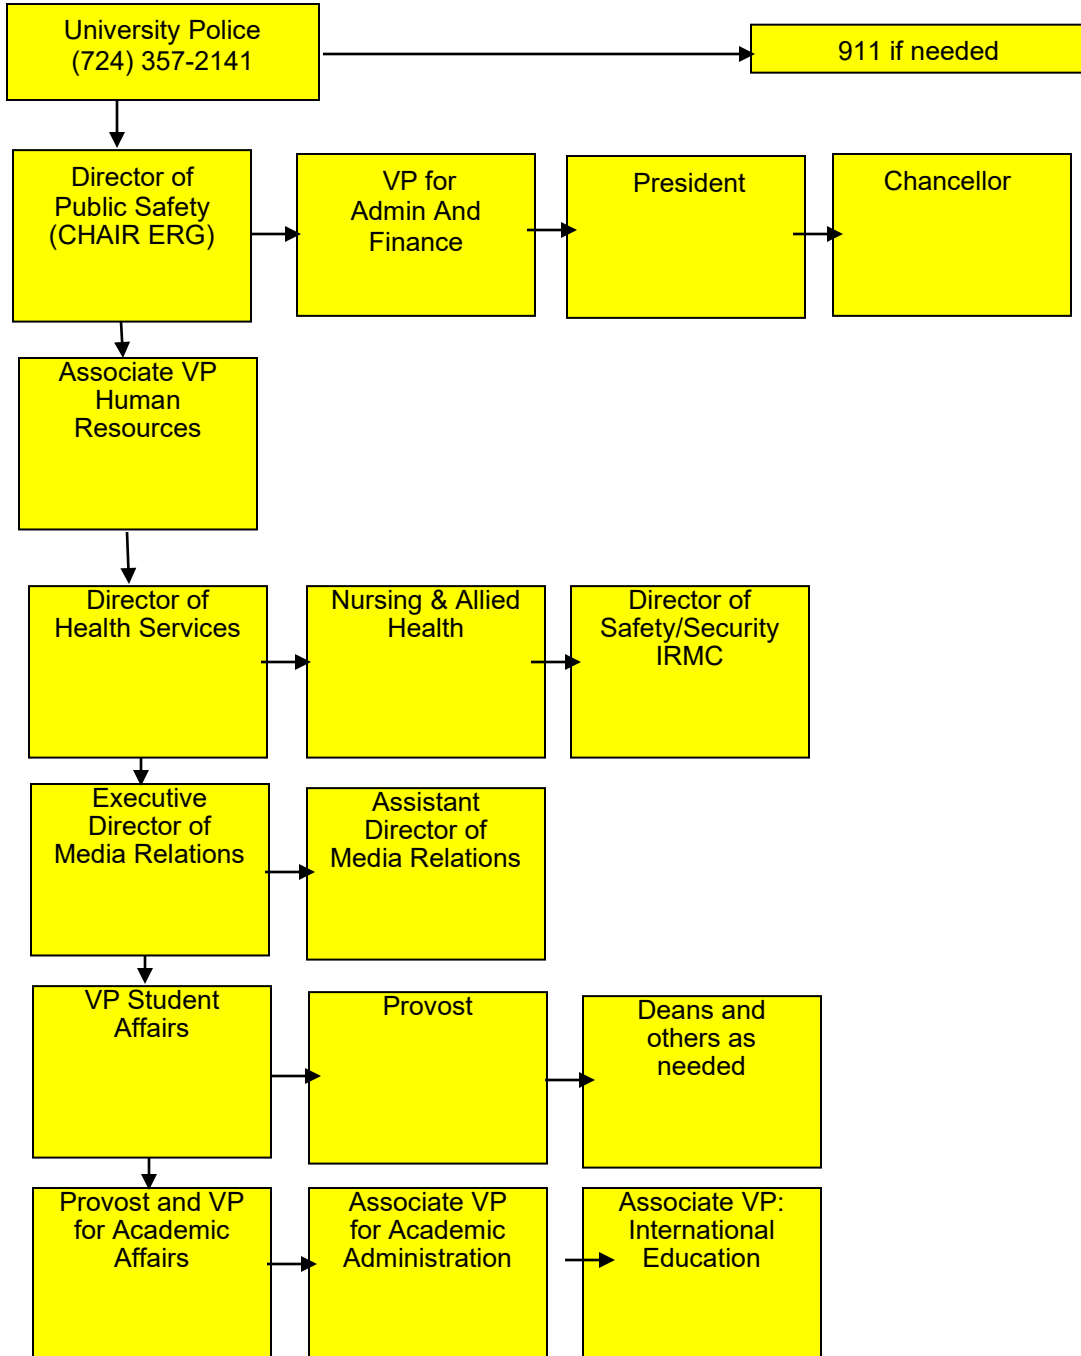 University Police
(724) 357-2141
911 if needed
Director of
Public Safety
(CHAIR ERG)
VP for
Admin And
Finance
President
Chancellor
Associate VP
Human
Resources
Director of
Health Services
Nursing & Allied
Health
Director of
Safety/Security
IRMC
Executive
Director of
Media Relations
Assistant
Director of
Media Relations
VP Student
Affairs
Provost
Deans and
others as
needed
Provost and VP
for Academic
Affairs
Associate VP
for Academic
Administration
Associate VP:
International
Education